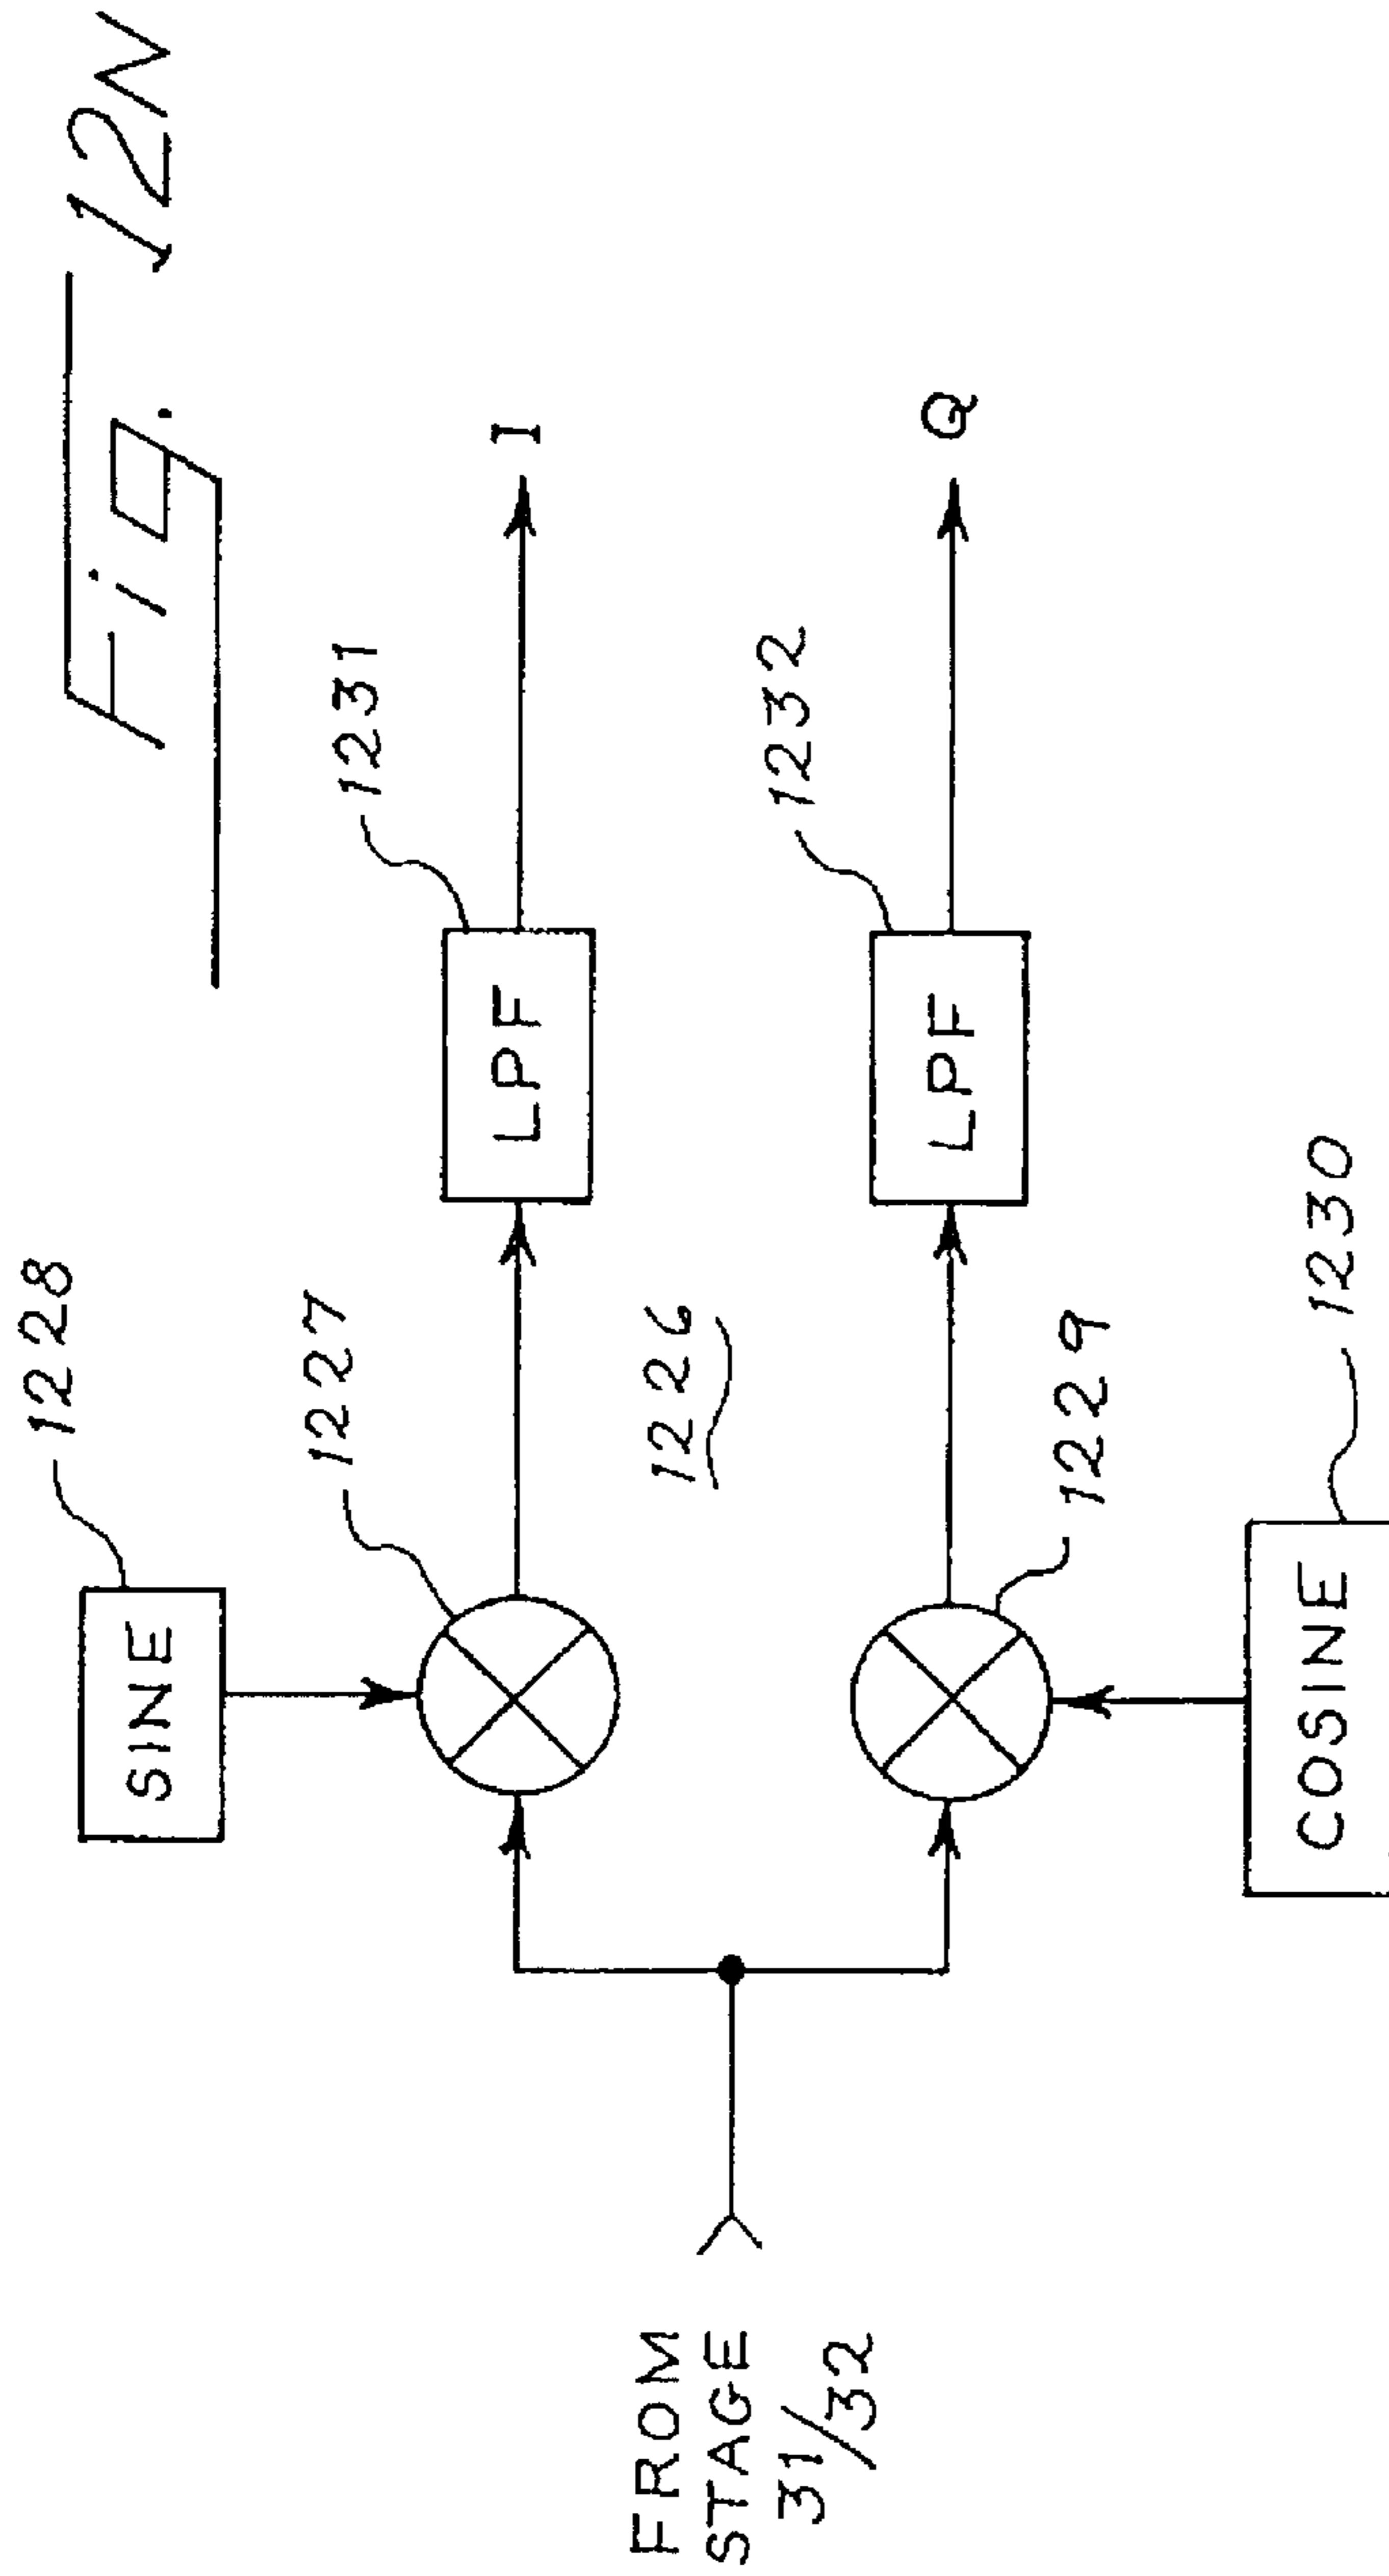 Fig. 12N
1228
SINE
1227
1231
LPF
I
1226
FROM
STAGE
31/32
1232
LPF
Q
1229
COSINE
1230